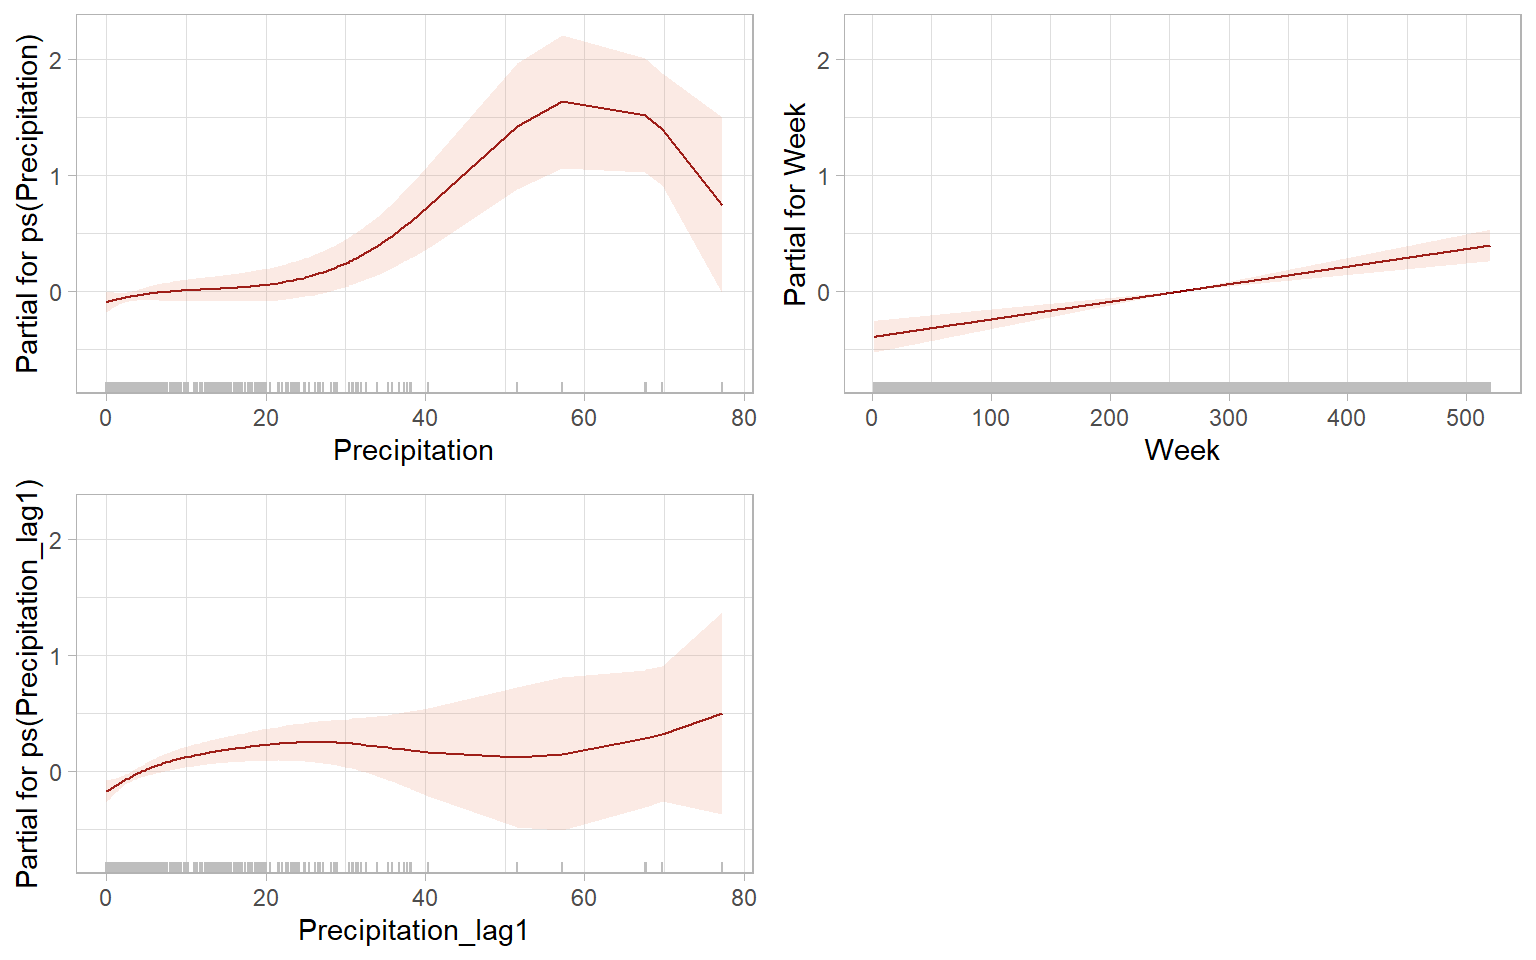 Partial for ps(Precipitation)
2
1
0
0 20 40 60 80
Precipitation
Partial for Week
2
1
0
0 100 200 300 400 500
Week
Partial for ps(Precipitation_lag1)
2
1
0
0 20 40 60 80
Precipitation_lag1